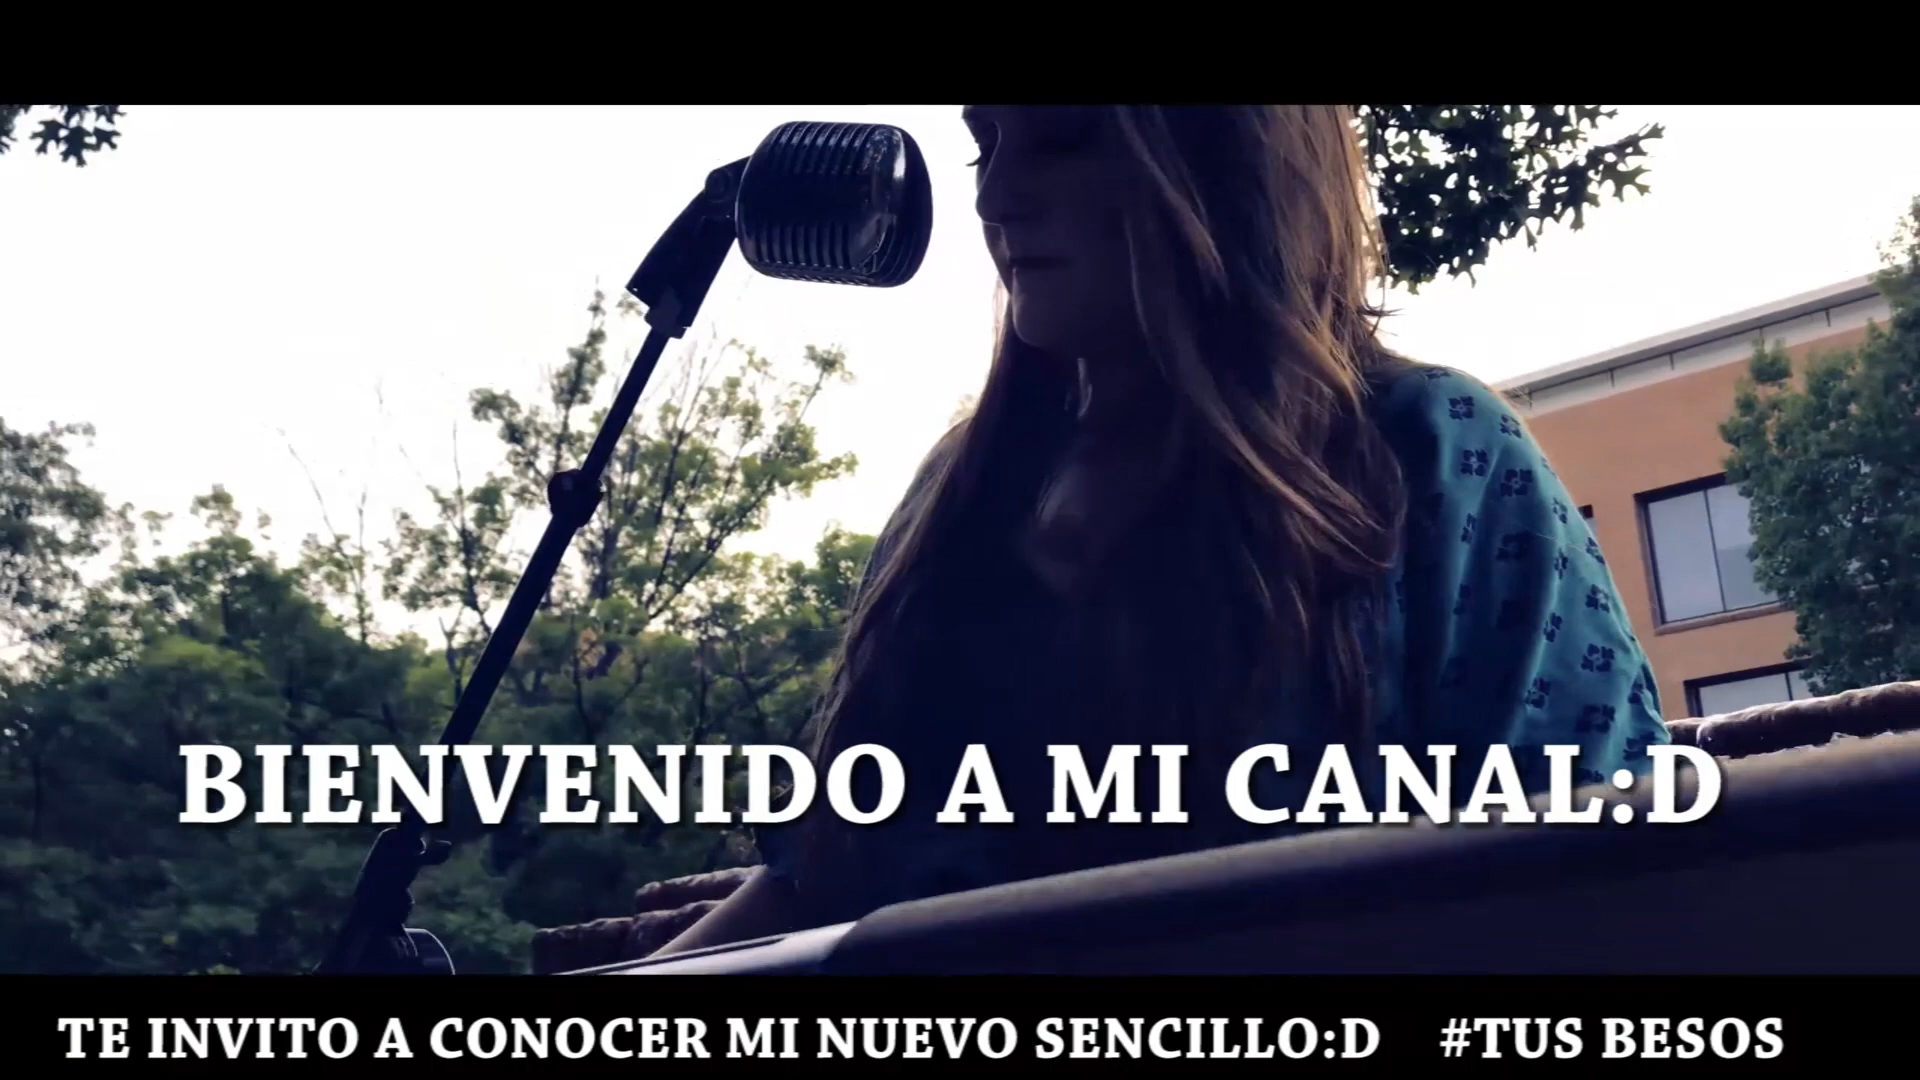 BIENVENIDO A MI CANAL:D
TE INVITO A CONOCER MI NUEVO SENCILLO:D #TUS BESOS